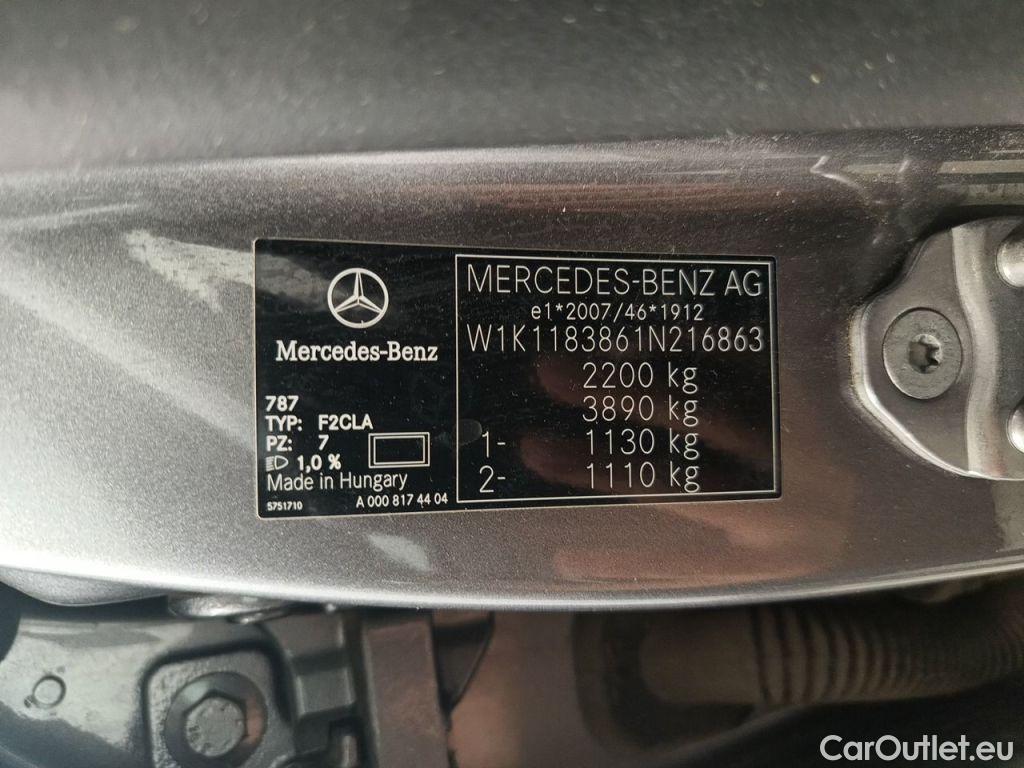 Mercedes-Benz
787
TYP: F2CLA
PZ: 7
1,0 %
Made in Hungary
5751710 A 000 817 44 04
MERCEDES-BENZ AG
e1*2007/46*1912
W1K1183861N216863
2200 kg
3890 kg
1- 1130 kg
2- 1110 kg
CarOutlet.eu